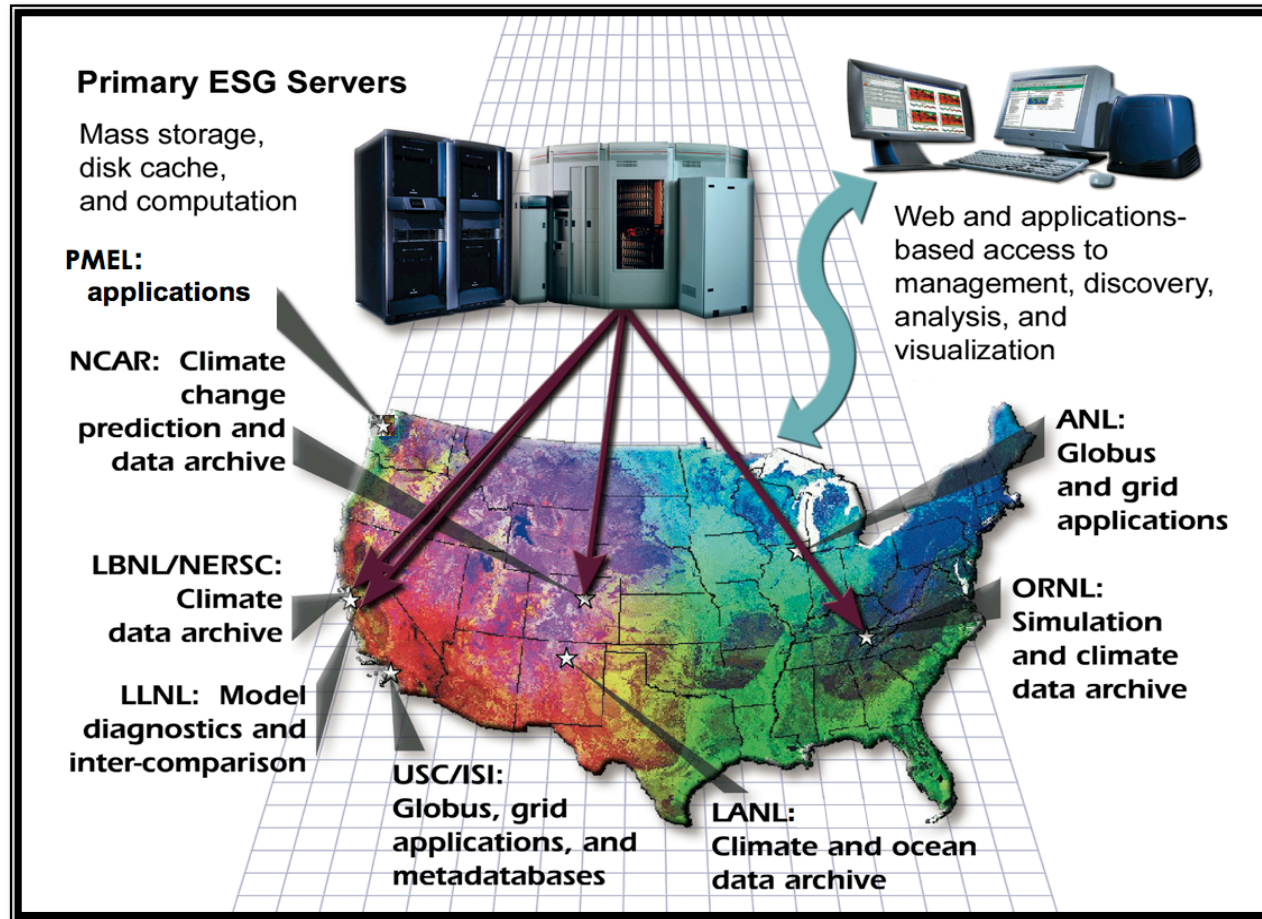 Primary ESG Servers
Mass storage,
disk cache,
and computation
PMEL:
applications
NCAR: Climate
change
prediction and
data archive
LBNL/NERSC:
Climate
data archive
LLNL: Model
diagnostics and
inter-comparison
USC/ISI:
Globus, grid
applications, and
metadatabases
LANL:
Climate and ocean
data archive
Web and applications-
based access to
management, discovery,
analysis, and
visualization
ANL:
Globus
and grid
applications
ORNL:
Simulation
and climate
data archive